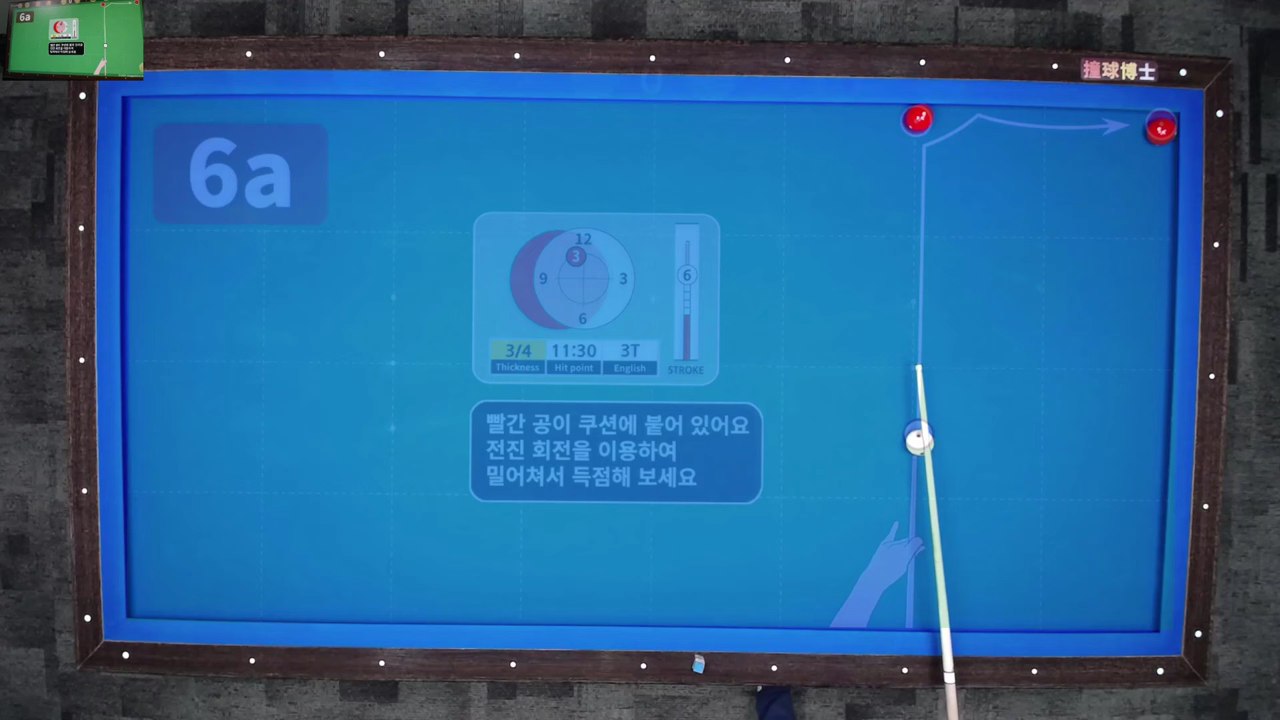 6a
撞球博士
6a
12
3
9
3
6
6
3/4 11:30 3T
Thickness Hit point English STROKE
빨간 공이 쿠션에 붙어 있어요
전진 회전을 이용하여
밀어쳐서 득점해 보세요